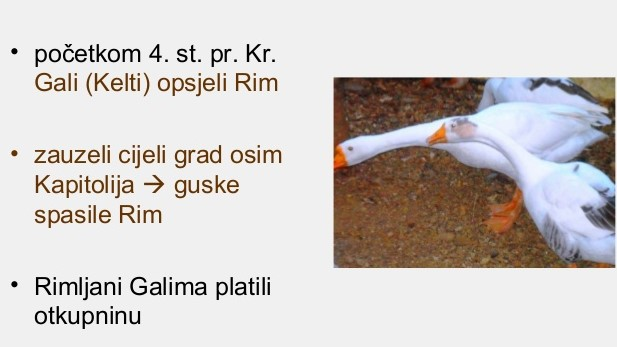 • početkom 4. st. pr. Kr.
Gali (Kelti) opsjeli Rim
• zauzeli cijeli grad osim
Kapitolija → guske
spasile Rim
• Rimljani Galima platili
otkupninu